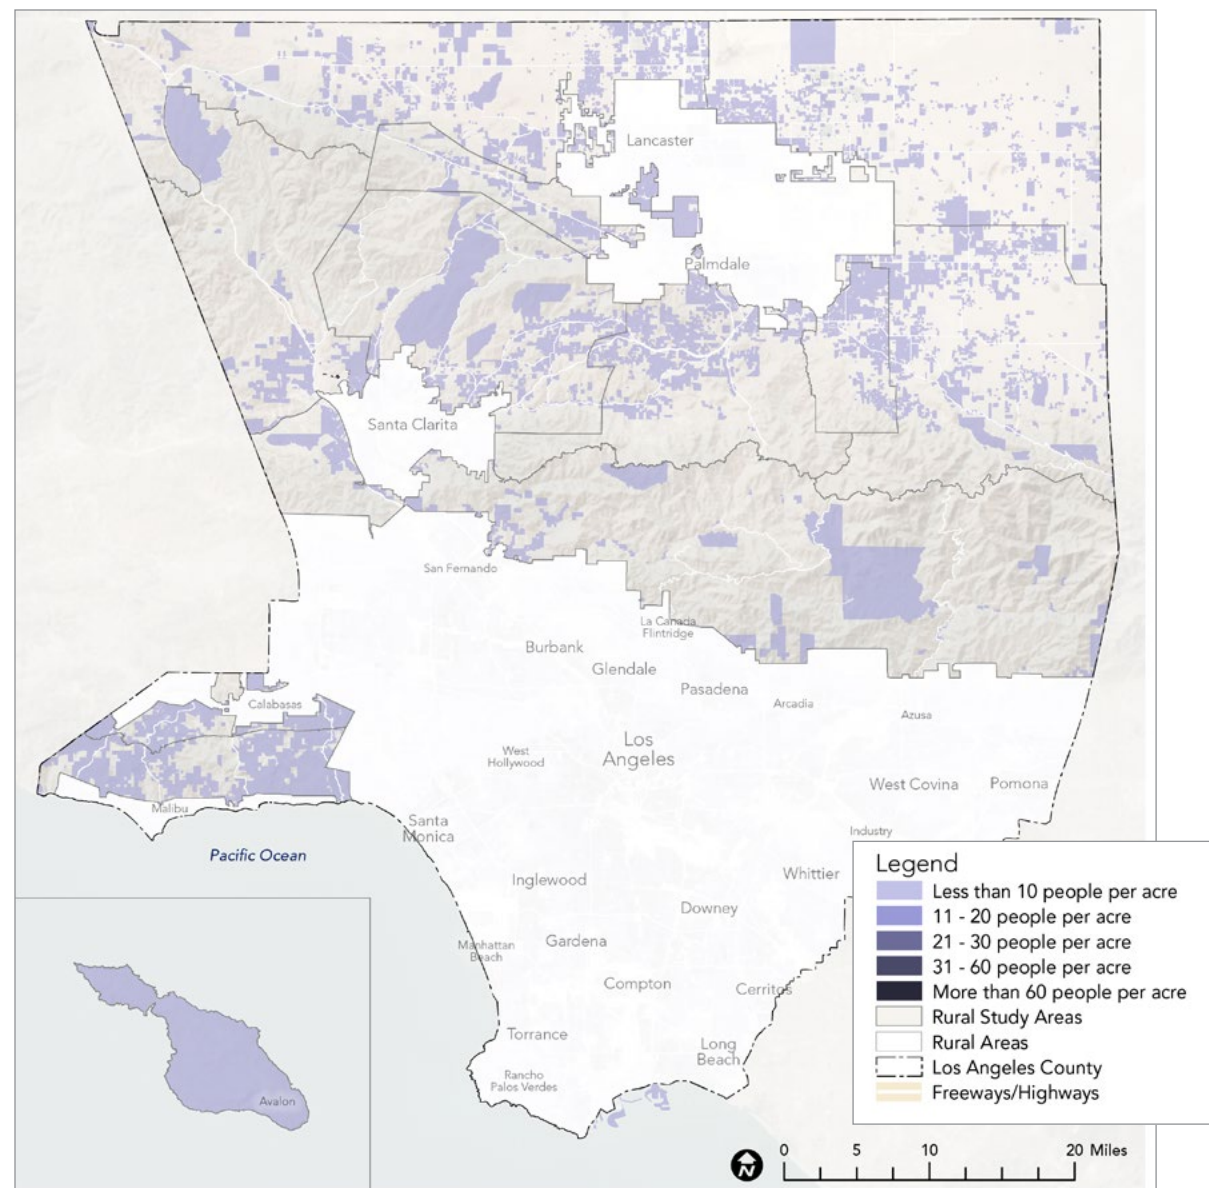 Lancaster
Palmdale
Santa Clarita
San Fernando
La Canada
Flintridge
Burbank
Glendale
Pasadena
Arcadia
Azusa
Calabasas
West
Hollywood
Los
Angeles
West Covina
Pomona
Malibu
Santa
Monica
Industry
Pacific Ocean
Inglewood
Whittier
Downey
Manhattan
Beach
Gardena
Compton
Cerritos
Torrance
Long
Beach
Rancho
Palos Verdes
Avalon
Legend
Less than 10 people per acre
11 - 20 people per acre
21 - 30 people per acre
31 - 60 people per acre
More than 60 people per acre
Rural Study Areas
Rural Areas
Los Angeles County
Freeways/Highways
N
0 5 10 20 Miles